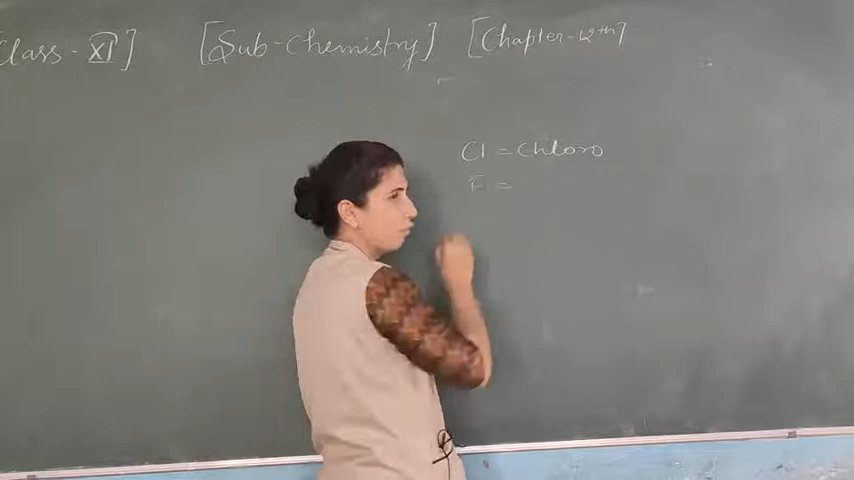 Class - XI] [Sub - Chemistry] [Chapter - 12th]
Cl = Chloro
F =